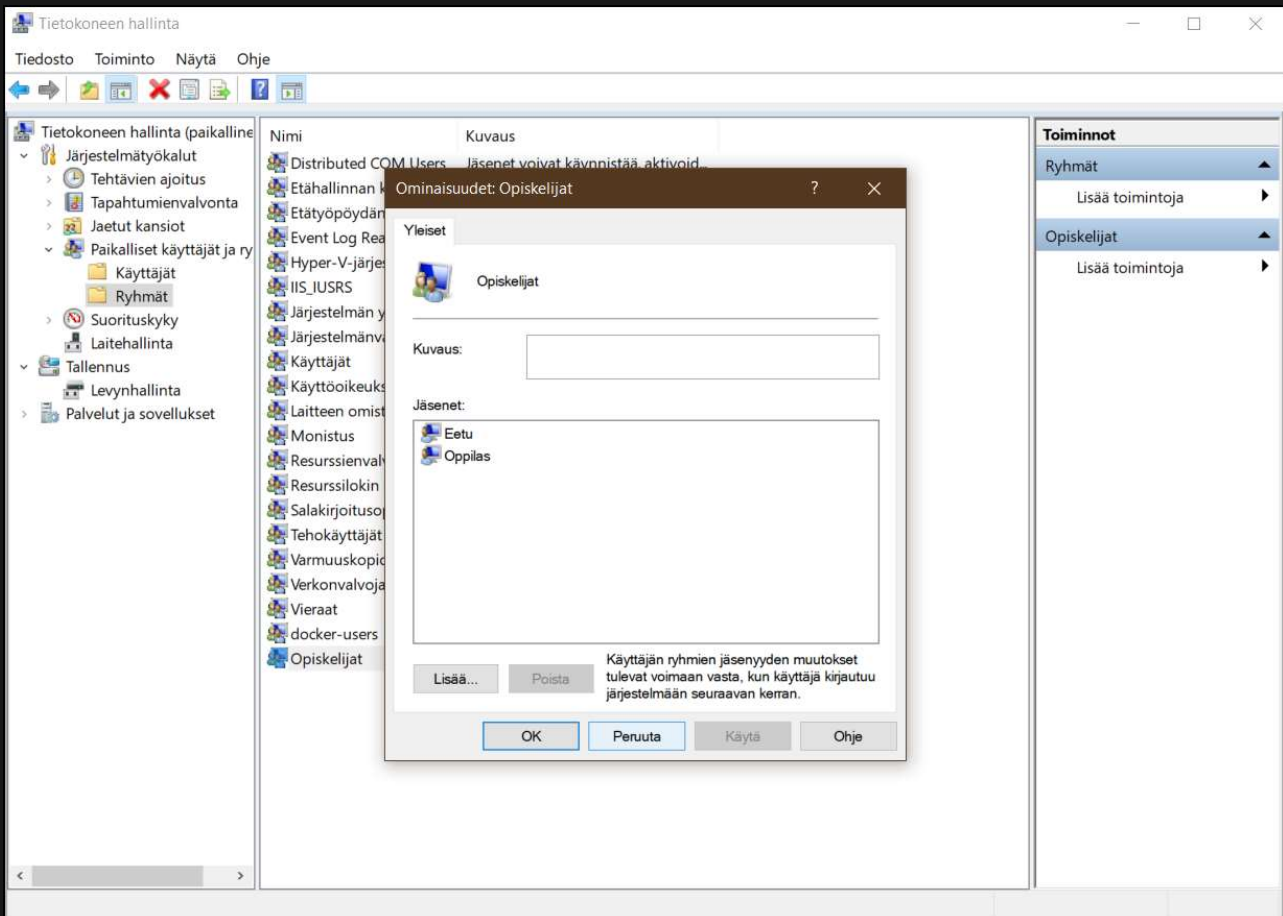 Tietokoneen hallinta
Tiedosto Toiminto Näytä Ohje
Tietokoneen hallinta (paikalline
Järjestelmätyökalut
Tehtävien ajoitus
Tapahtumienvalvonta
Jaetut kansiot
Paikalliset käyttäjät ja ry
Käyttäjät
Ryhmät
Suorituskyky
Laitehallinta
Tallennus
Levynhallinta
Palvelut ja sovellukset
Nimi Kuvaus
Distributed COM Users Jäsenet voivat käynnistää, aktivoid...
Etähallinnan k
Etätyöpöydän
Event Log Rea
Hyper-V-järjes
IIS_IUSRS
Järjestelmän y
Järjestelmänva
Käyttäjät
Käyttöoikeuks
Laitteen omist
Monistus
Resurssienvalv
Resurssilokin
Salakirjoitusop
Tehokäyttäjät
Varmuuskopio
Verkonvalvoja
Vieraat
docker-users
Opiskelijat
Ominaisuudet: Opiskelijat ?
Yleiset
Opiskelijat
Kuvaus:
Jäsenet:
Eetu
Oppilas
Lisää... Poista
Käyttäjän ryhmien jäsenyyden muutokset
tulevat voimaan vasta, kun käyttäjä kirjautuu
järjestelmään seuraavan kerran.
OK Peruuta Käytä Ohje
Toiminnot
Ryhmät
Lisää toimintoja
Opiskelijat
Lisää toimintoja